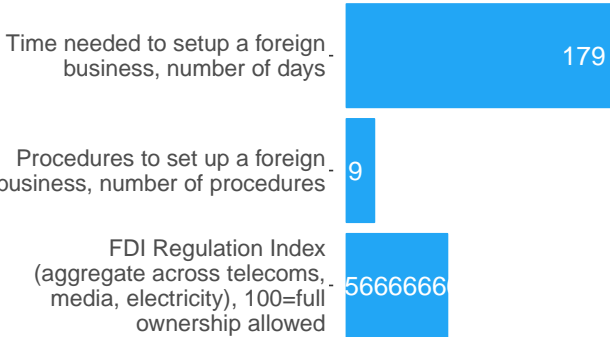 Time needed to setup a foreign
business, number of days
179
Procedures to set up a foreign
business, number of procedures
9
FDI Regulation Index
(aggregate across telecoms,
media, electricity), 100=full
ownership allowed
5666666